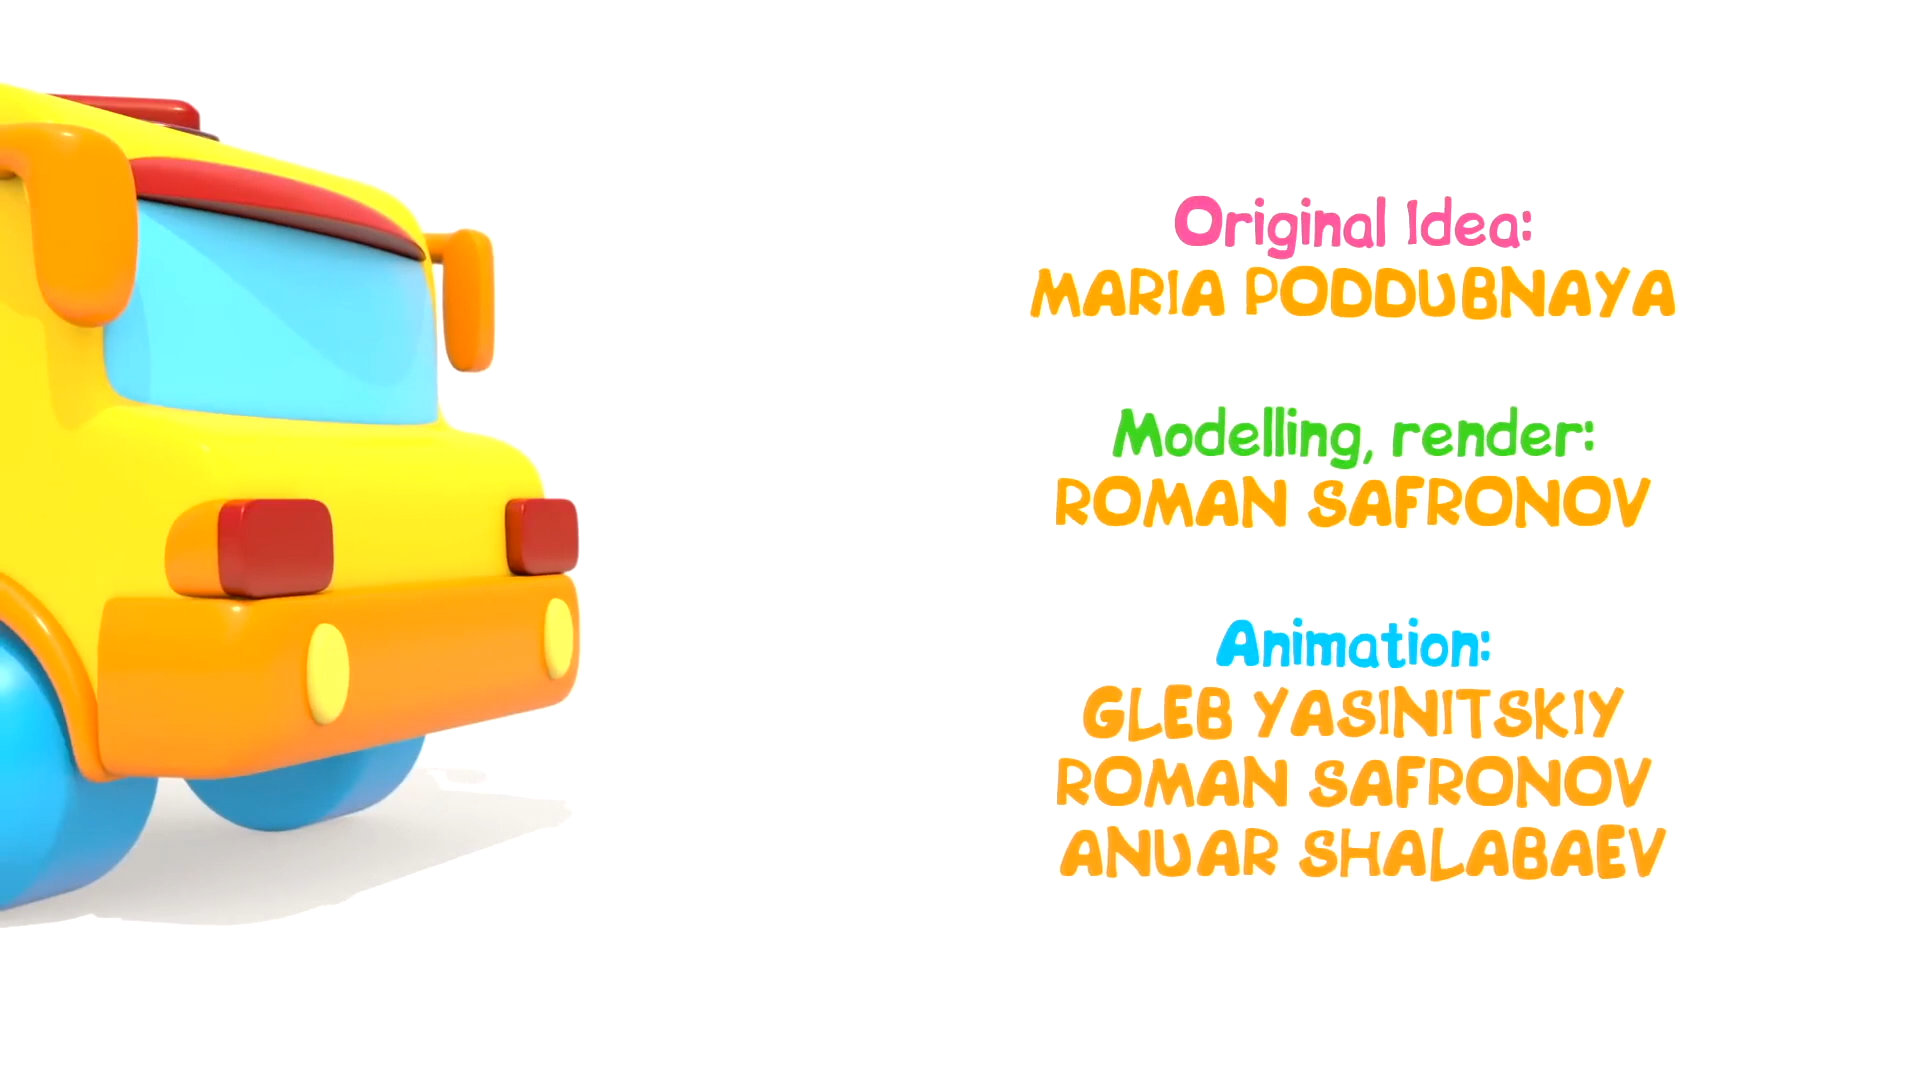 Original Idea:
MARIA PODDUBNAYA
Modelling, render:
ROMAN SAFRONOV
Animation:
GLEB YASINITSKIY
ROMAN SAFRONOV
ANUAR SHALABAEV